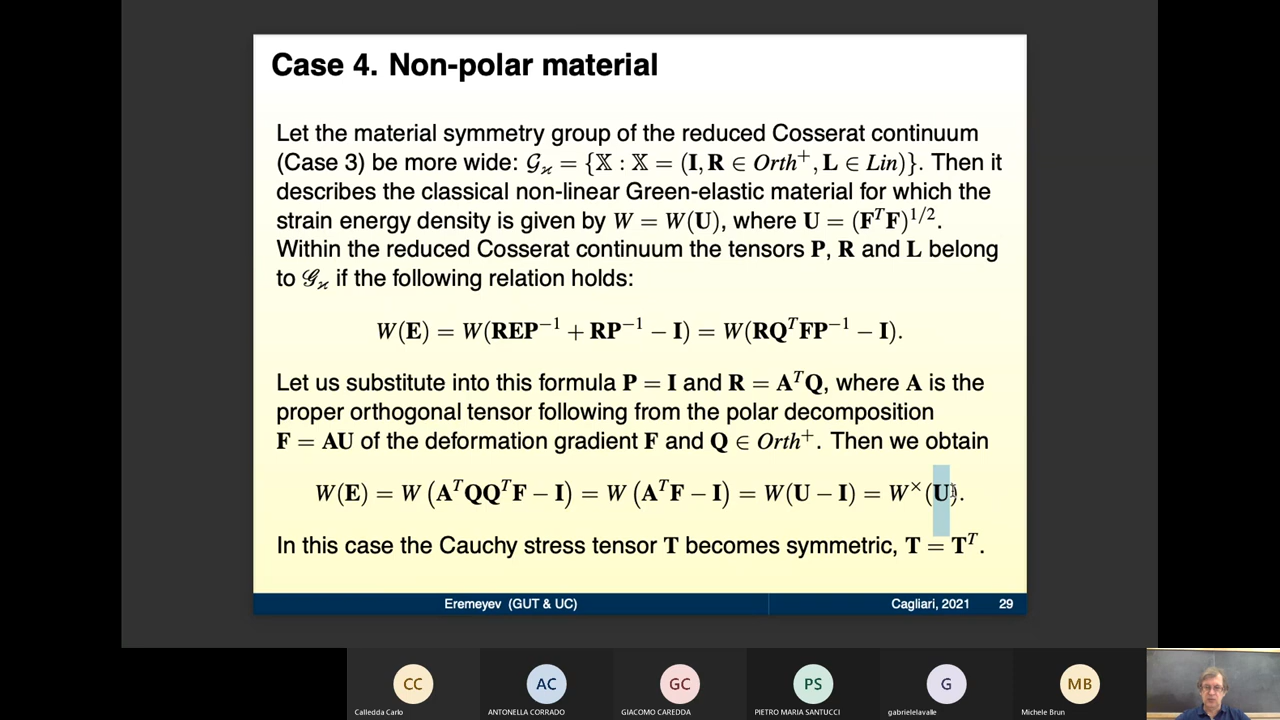 Case 4. Non-polar material
Let the material symmetry group of the reduced Cosserat continuum
(Case 3) be more wide: 𝒢ϰ = {𝕏 : 𝕏 = (I, R ∈ Orth⁺, L ∈ Lin)}. Then it
describes the classical non-linear Green-elastic material for which the
strain energy density is given by W = W(U), where U = (FᵀF)^{1/2}.
Within the reduced Cosserat continuum the tensors P, R and L belong
to 𝒢ϰ if the following relation holds:
W(E) = W(REP⁻¹ + RP⁻¹ − I) = W(RQᵀFP⁻¹ − I).
Let us substitute into this formula P = I and R = AᵀQ, where A is the
proper orthogonal tensor following from the polar decomposition
F = AU of the deformation gradient F and Q ∈ Orth⁺. Then we obtain
W(E) = W (AᵀQQᵀF − I) = W (AᵀF − I) = W(U − I) = W^×(U).
In this case the Cauchy stress tensor T becomes symmetric, T = Tᵀ.
Eremeyev (GUT & UC) Cagliari, 2021 29
CC AC GC PS G MB
Calledda Carlo ANTONELLA CORRADO GIACOMO CAREDDA PIETRO MARIA SANTUCCI gabrielelavalle Michele Brun